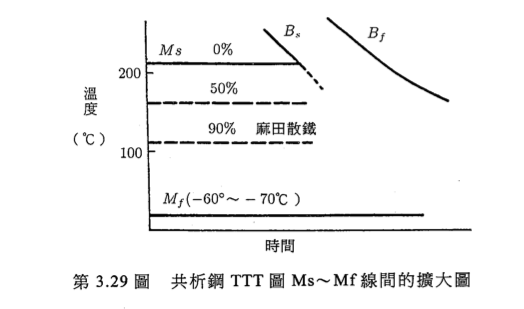 Ms 0%
Bs
Bf
200
50%
溫度
(℃)
90% 麻田散鐵
100
Mf(−60°~ −70℃ )
時間
第 3.29 圖 共析鋼 TTT 圖 Ms~Mf 線間的擴大圖